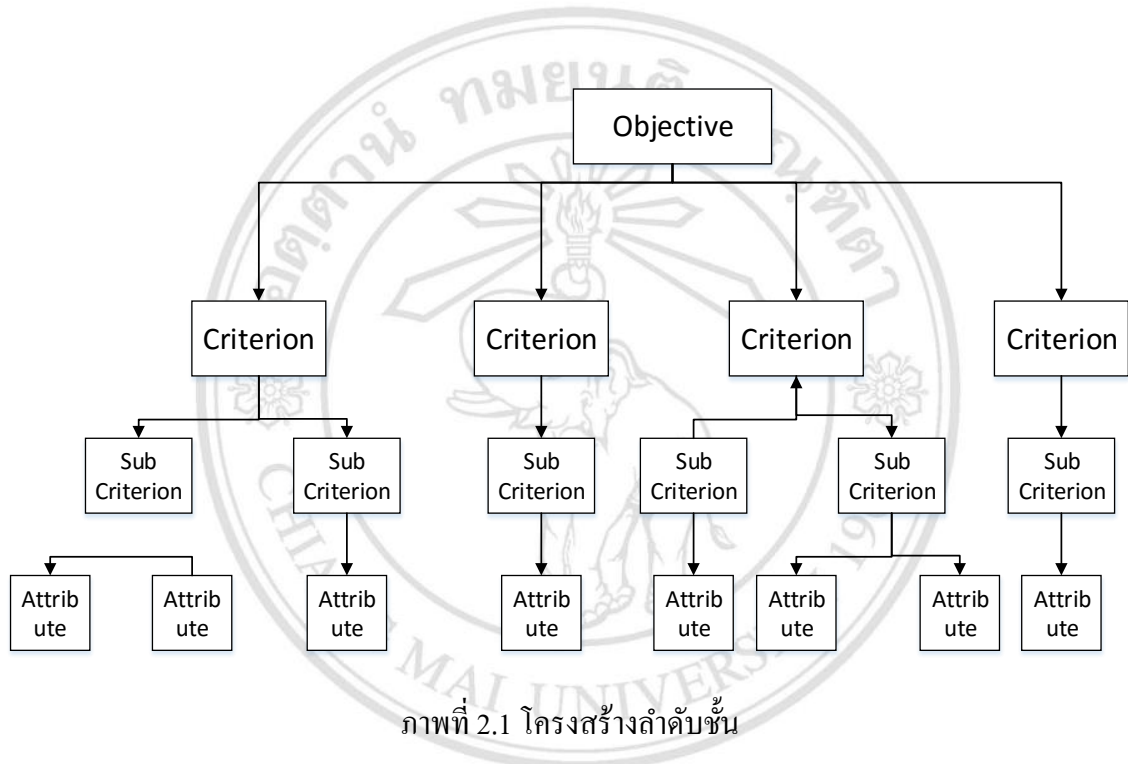 Objective
Criterion Criterion Criterion Criterion
Sub Sub Sub Sub Sub Sub
Criterion Criterion Criterion Criterion Criterion Criterion
Attrib Attrib Attrib Attrib Attrib Attrib Attrib Attrib
ute ute ute ute ute ute ute ute
ภาพที่ 2.1 โครงสร้างลำดับชั้น